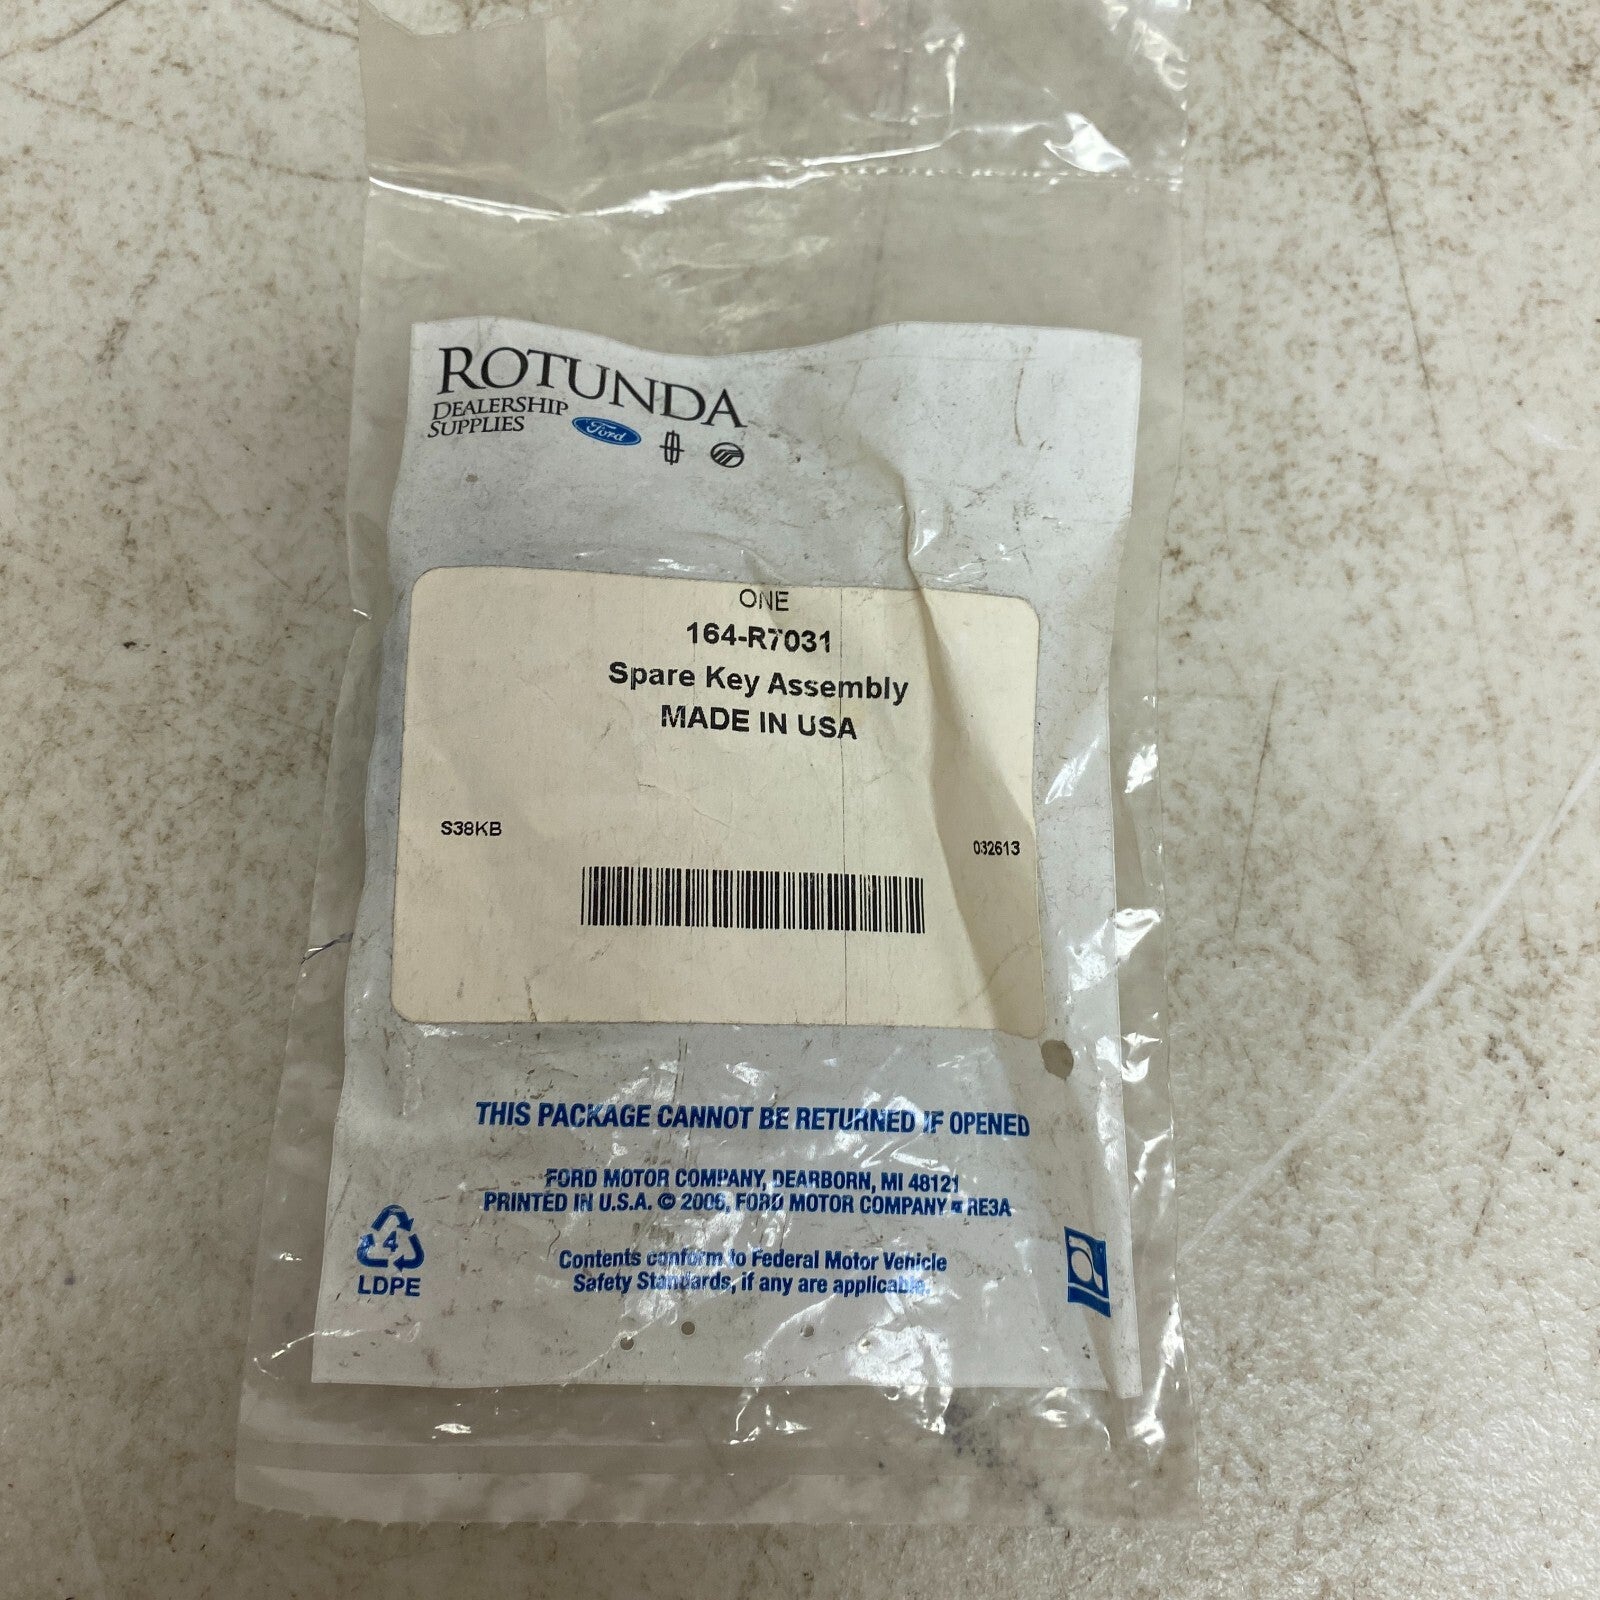 ROTUNDA
DEALERSHIP
SUPPLIES
Ford
ONE
164-R7031
Spare Key Assembly
MADE IN USA
S38KB
032613
THIS PACKAGE CANNOT BE RETURNED IF OPENED
FORD MOTOR COMPANY, DEARBORN, MI 48121
PRINTED IN U.S.A. © 2006, FORD MOTOR COMPANY • RE3A
Contents conform to Federal Motor Vehicle
Safety Standards, if any are applicable.
4
LDPE